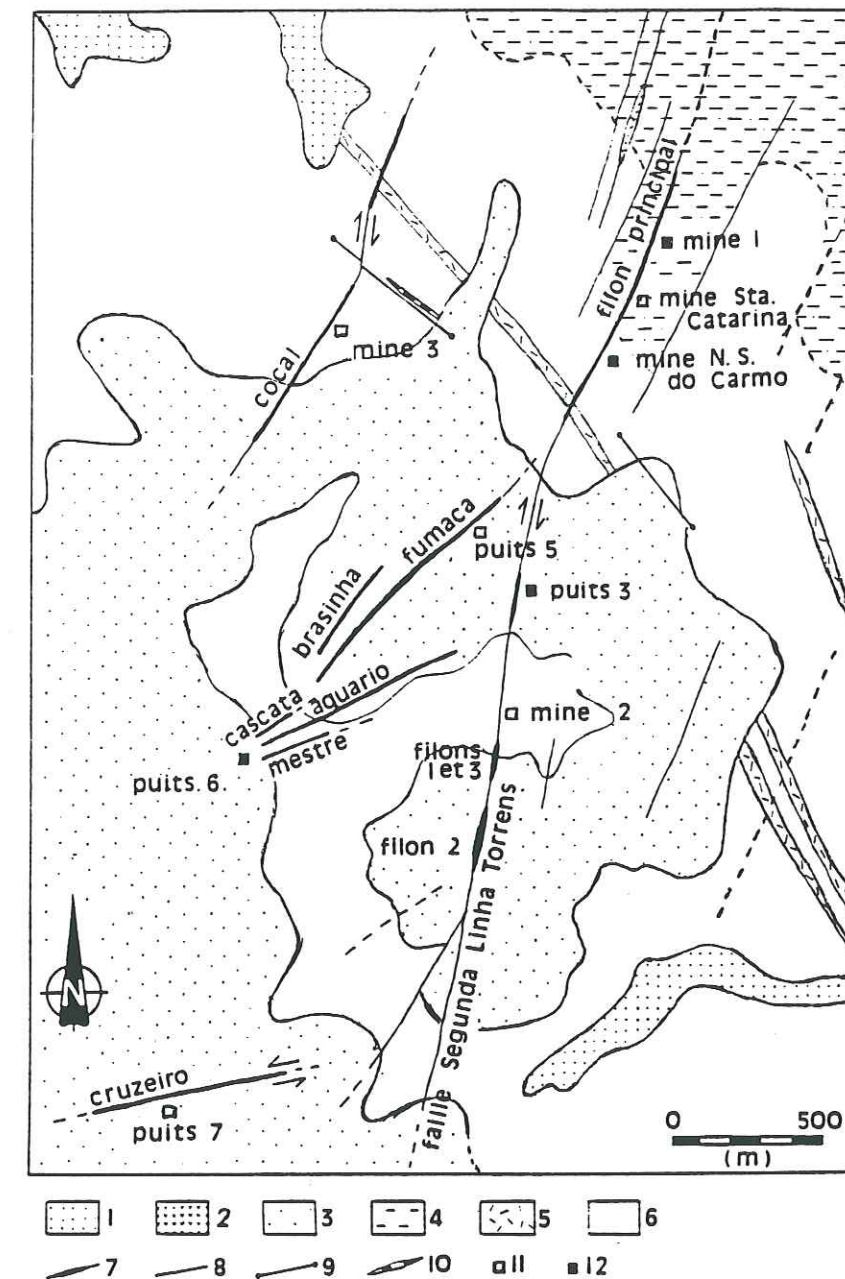 filon principal
mine 1
mine Sta.
Catarina
mine N. S.
do Carmo
mine 3
cocal
fumaca
puits 5
brasinha
puits 3
cascata
aquario
mestre
mine 2
puits 6.
filons
1 et 3
filon 2
faille Segunda Linha Torrens
N
cruzeiro
puits 7
0 500
(m)
1 2 3 4 5 6
7 8 9 10 11 12